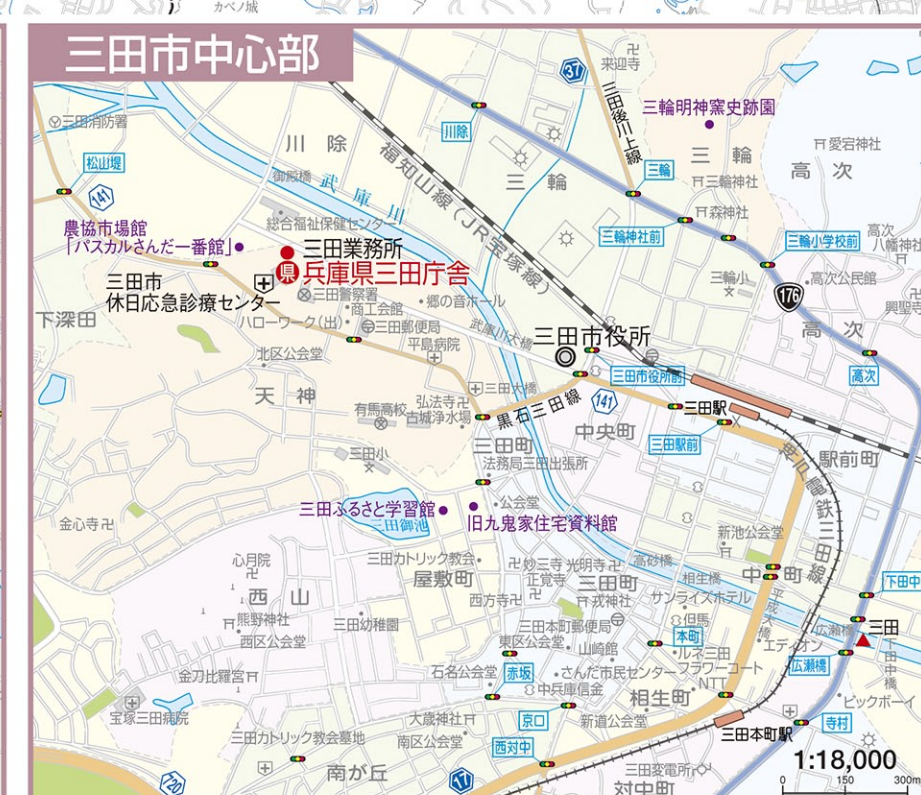 カベノ城
三田市中心部
来迎寺
37
三田後川上線
三輪明神窯史跡園
三田消防署
川除
川除
松山堤
141
御殿橋
武庫川
福知山線(JR宝塚線)
三輪
三輪
三輪
三輪神社
愛宕神社
高次
森神社
三輪神社前
三輪小学校前
高次八幡神社
総合福祉保健センター
農協市場館
「パスカルさんだ一番館」
三田業務所
県 兵庫県三田庁舎
三田市
休日応急診療センター
三田警察署
商工会館
郷の音ホール
三輪小
高次公民館
176
興聖寺
下深田
ハローワーク(出)
三田郵便局
平島病院
武庫川大橋
三田市役所
高次
高次
北区公会堂
三田市役所前
天神
三田大橋
黒石三田線
141
三田駅
有馬高校
弘法寺
古城浄水場
中央町
三田駅前
三田町
駅前町
神戸電鉄三田線
三田小
法務局三田出張所
三田ふるさと学習館
三田御池
公会堂
旧九鬼家住宅資料館
金心寺
新池公会堂
心月院
三田カトリック教会
屋敷町
妙三寺
光明寺
正覚寺
高砂橋
三田町
相生橋
中町
下田中
西山
西方寺
戎神社
サンライズホテル
平成大橋
熊野神社
三田幼稚園
三田本町郵便局
但馬
広瀬橋
三田
西区公会堂
東区公会堂
山崎館
本町
ルネ三田
エディオン
広瀬橋
下田中橋
金刀比羅宮
石名公会堂
赤坂
さんだ市民センター
フラワーコート
中兵庫信金
相生町
NTT
ビックボーイ
宝塚三田病院
大歳神社
京口
新道公会堂
三田本町駅
寺村
三田カトリック教会墓地
南区公会堂
西対中
1:18,000
720
南が丘
17
三田変電所
対中町
0 150 300m